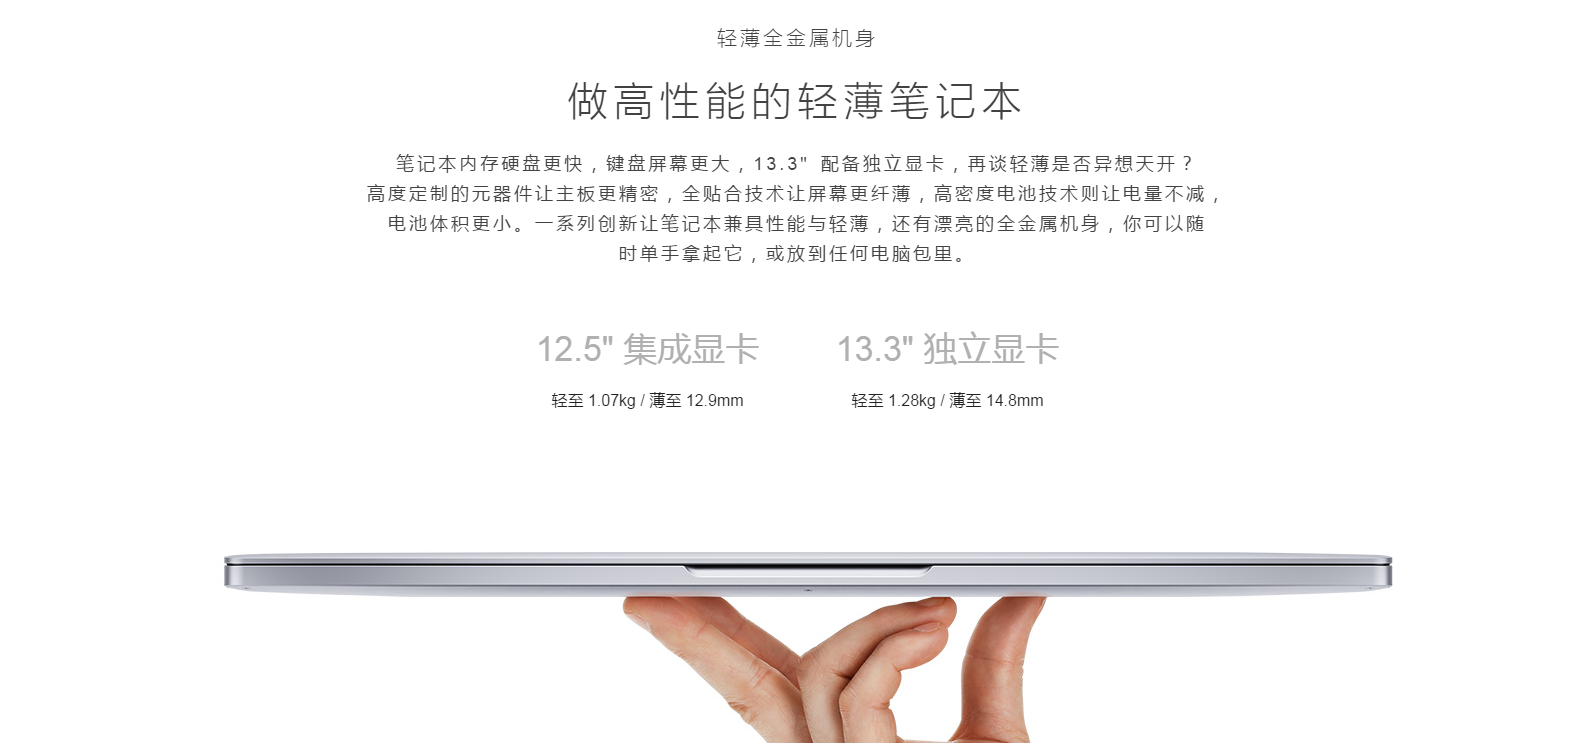 轻薄全金属机身
做高性能的轻薄笔记本
笔记本内存硬盘更快，键盘屏幕更大，13.3" 配备独立显卡，再谈轻薄是否异想天开？
高度定制的元器件让主板更精密，全贴合技术让屏幕更纤薄，高密度电池技术则让电量不减，
电池体积更小。一系列创新让笔记本兼具性能与轻薄，还有漂亮的全金属机身，你可以随
时单手拿起它，或放到任何电脑包里。
12.5" 集成显卡
轻至 1.07kg / 薄至 12.9mm
13.3" 独立显卡
轻至 1.28kg / 薄至 14.8mm